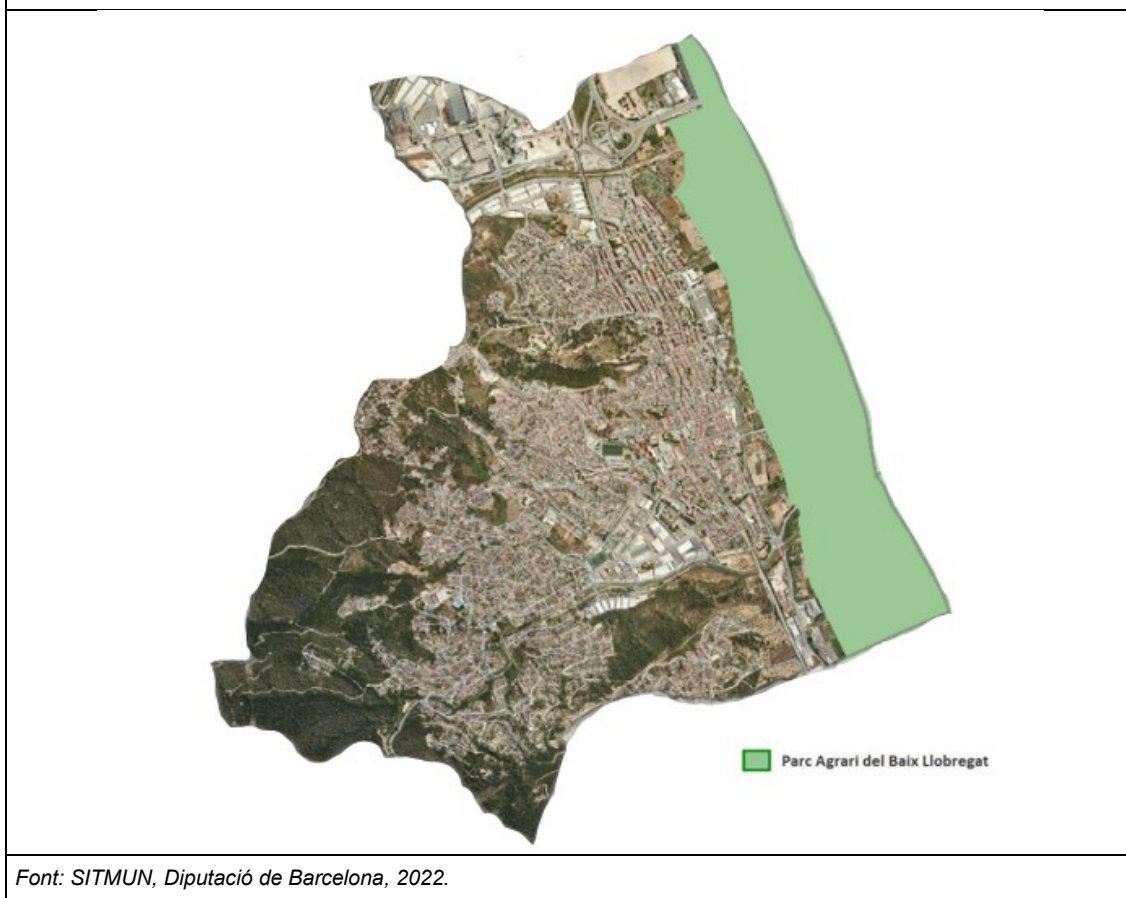 Parc Agrari del Baix Llobregat
Font: SITMUN, Diputació de Barcelona, 2022.